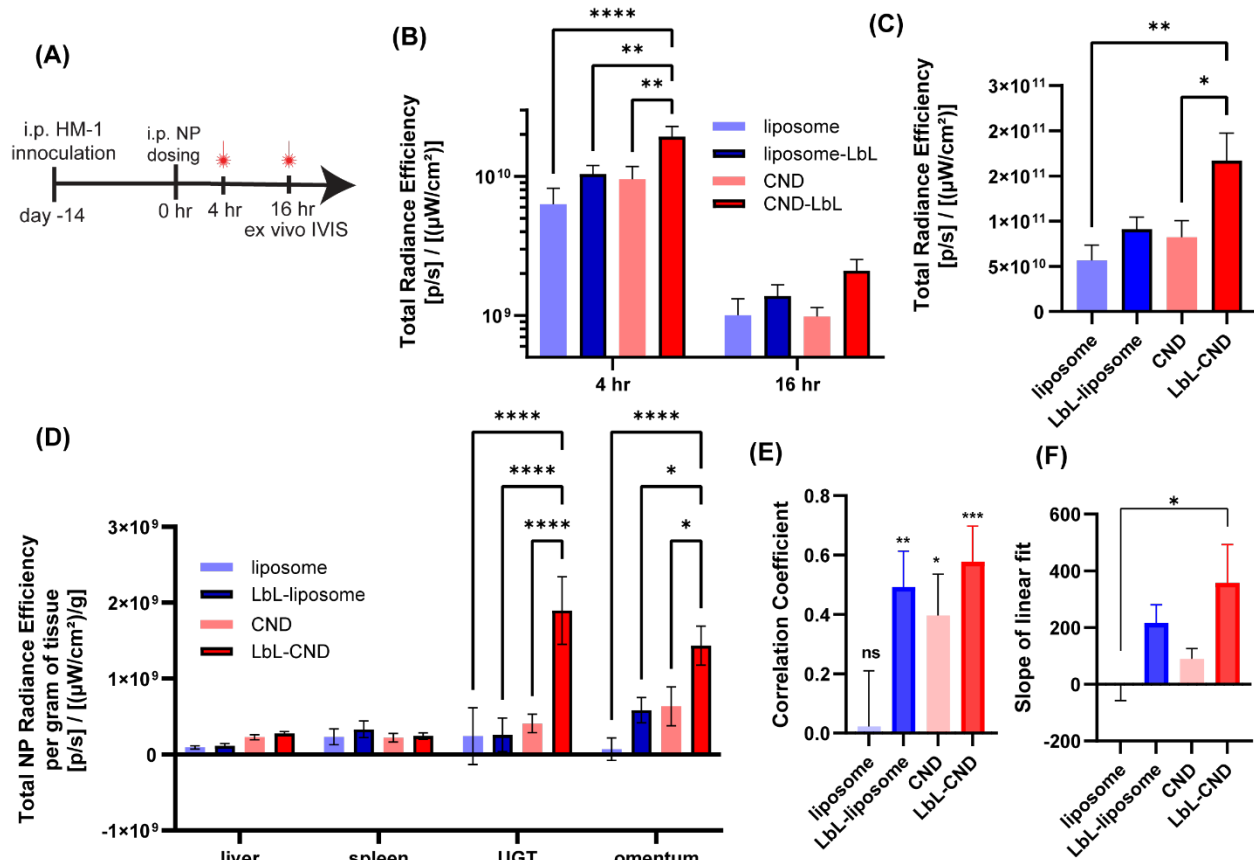 (A)
i.p. HM-1
innoculation
i.p. NP
dosing
day -14
0 hr
4 hr
16 hr
ex vivo IVIS
(B)
Total Radiance Efficiency
[p/s] / [(µW/cm²)]
10¹⁰
10⁹
****
**
**
liposome
liposome-LbL
CND
CND-LbL
4 hr
16 hr
(C)
Total Radiance Efficiency
[p/s] / [(µW/cm²)]
3×10¹¹
2×10¹¹
2×10¹¹
1×10¹¹
5×10¹⁰
0
**
*
liposome
LbL-liposome
CND
LbL-CND
(D)
Total NP Radiance Efficiency
per gram of tissue
[p/s] / [(µW/cm²)/g]
3×10⁹
2×10⁹
1×10⁹
0
-1×10⁹
liposome
LbL-liposome
CND
LbL-CND
****
****
****
****
*
*
liver
spleen
UGT
omentum
(E)
Correlation Coefficient
0.8
0.6
0.4
0.2
0.0
ns
**
*
***
liposome
LbL-liposome
CND
LbL-CND
(F)
Slope of linear fit
600
400
200
0
-200
*
liposome
LbL-liposome
CND
LbL-CND